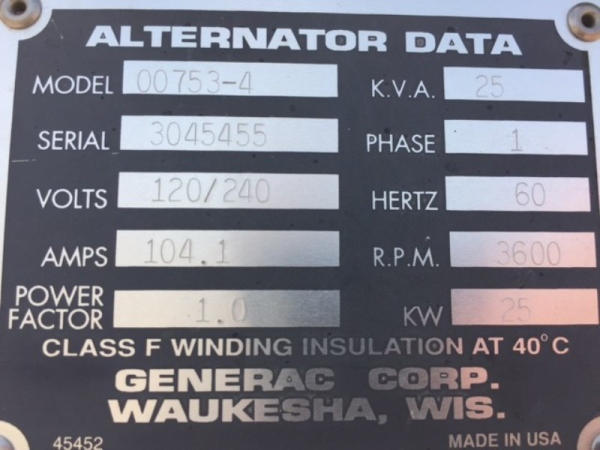 ALTERNATOR DATA
MODEL 00753-4 K.V.A. 25
SERIAL 3045455 PHASE 1
VOLTS 120/240 HERTZ 60
AMPS 104.1 R.P.M. 3600
POWER FACTOR 1.0 KW 25
CLASS F WINDING INSULATION AT 40°C
GENERAC CORP.
WAUKESHA, WIS.
45452 MADE IN USA